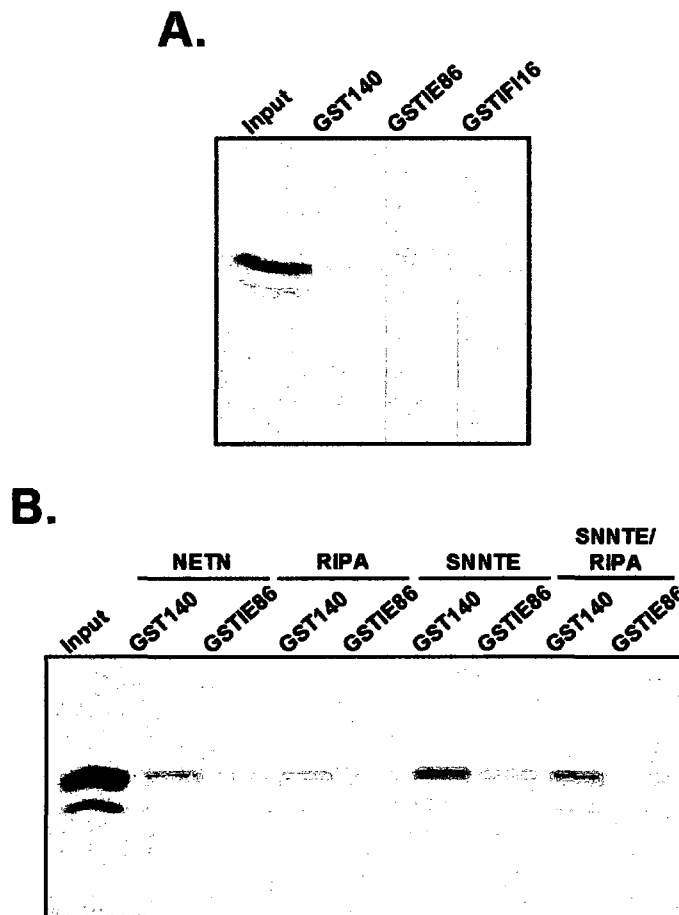 A.
Input GST140 GSTIE86 GSTIFI16
B.
NETN RIPA SNNTE SNNTE/
RIPA
Input GST140 GSTIE86 GST140 GSTIE86 GST140 GSTIE86 GST140 GSTIE86